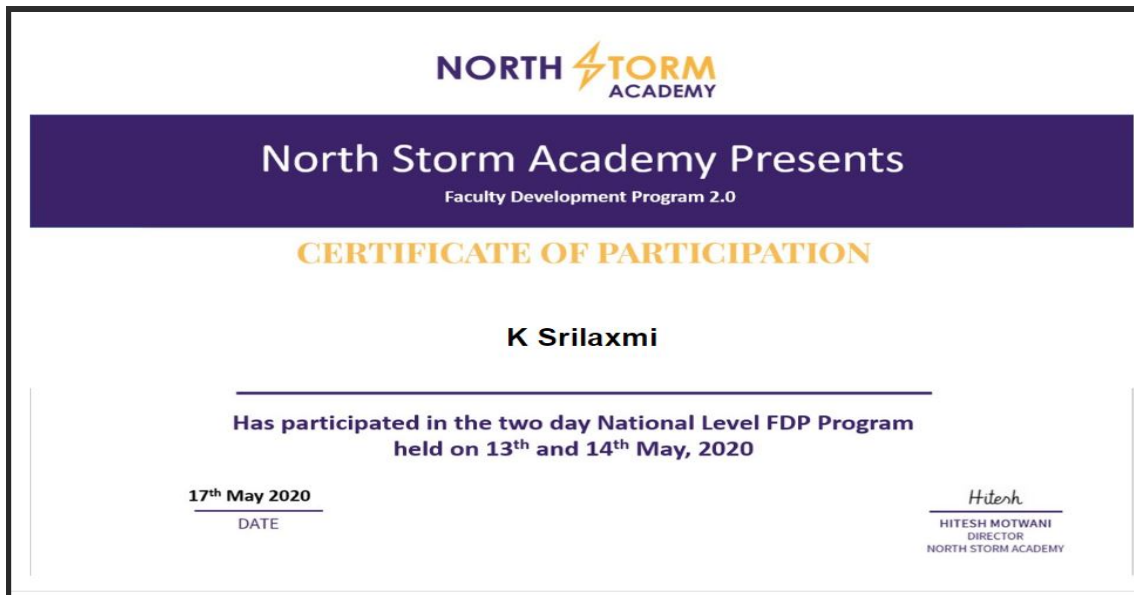 NORTH STORM
ACADEMY
North Storm Academy Presents
Faculty Development Program 2.0
CERTIFICATE OF PARTICIPATION
K Srilaxmi
Has participated in the two day National Level FDP Program
held on 13th and 14th May, 2020
17th May 2020
DATE
Hitesh
HITESH MOTWANI
DIRECTOR
NORTH STORM ACADEMY